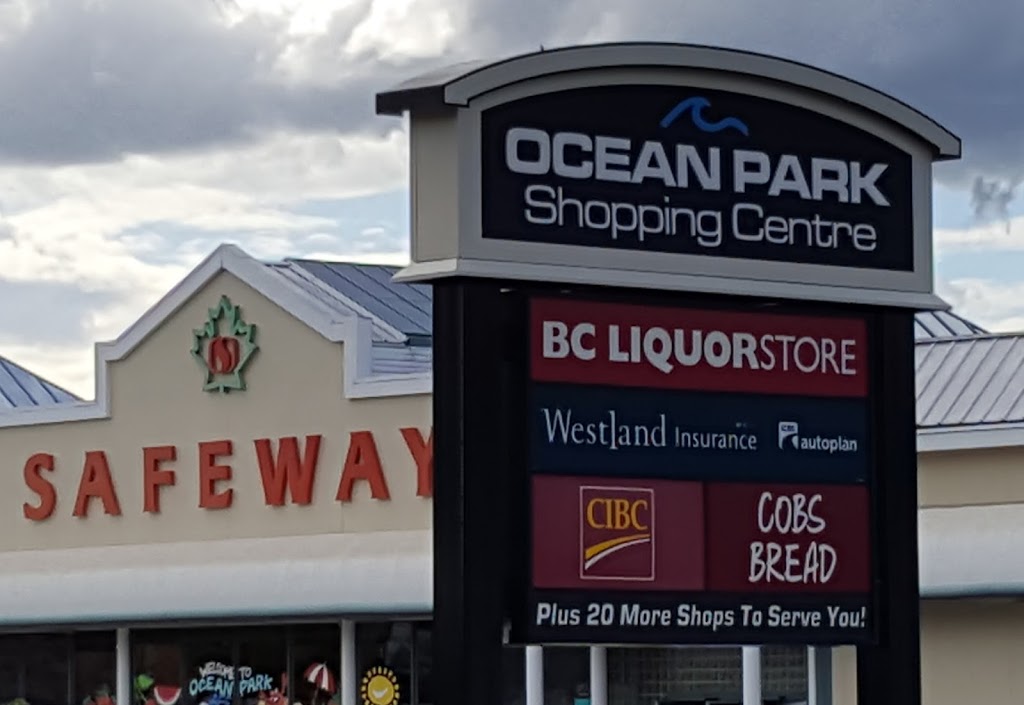 OCEAN PARK
Shopping Centre
BC LIQUORSTORE
Westland Insurance
autoplan
CIBC
COBS
BREAD
Plus 20 More Shops To Serve You!
SAFEWAY
WELCOME TO
OCEAN PARK